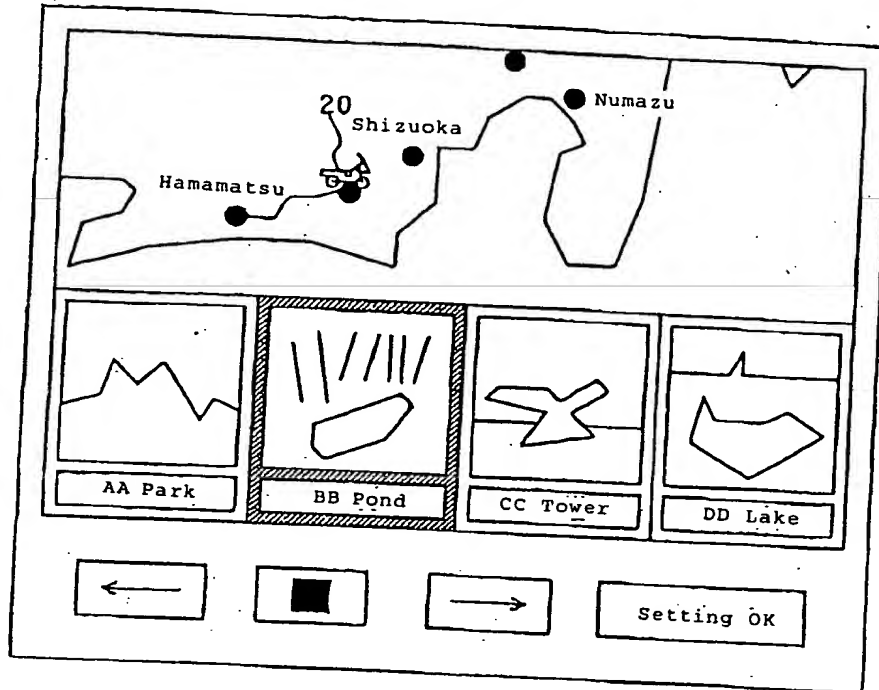 20
Numazu
Shizuoka
Hamamatsu
AA Park
BB Pond
CC Tower
DD Lake
Setting OK